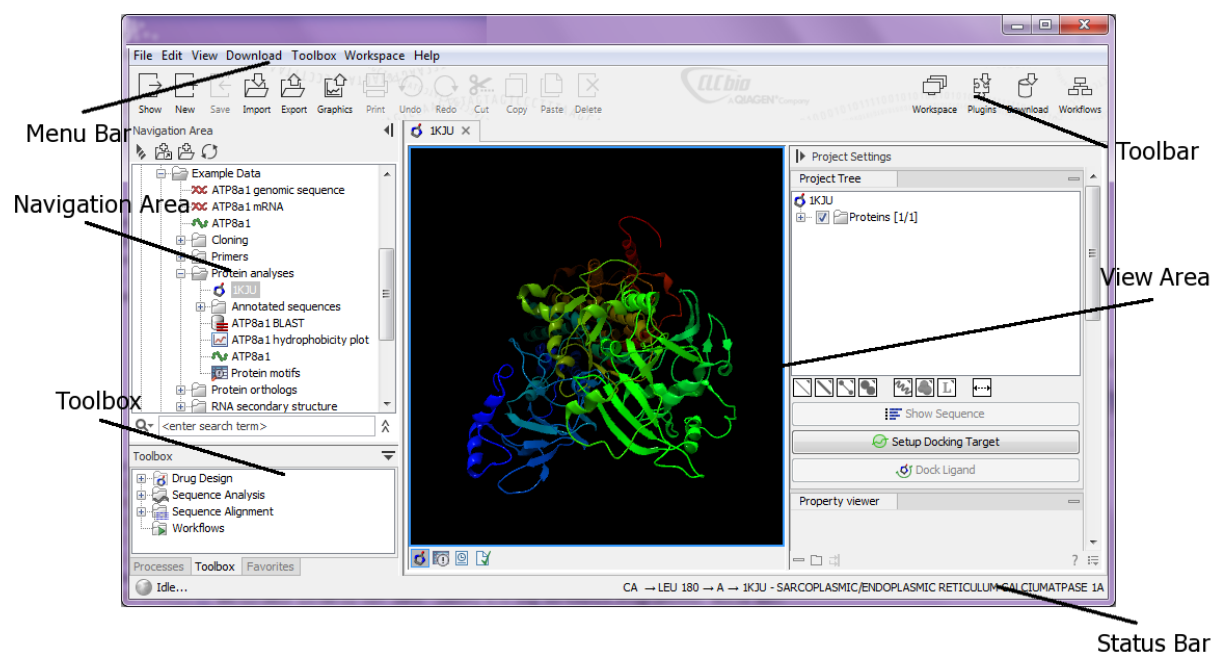 File Edit View Download Toolbox Workspace Help
CLCbio
A QIAGEN Company
Show New Save Import Export Graphics Print Undo Redo Cut Copy Paste Delete
Workspace Plugins Download Workflows
Menu Bar
Toolbar
Navigation Area
Navigation Area
Example Data
ATP8a1 genomic sequence
ATP8a1 mRNA
ATP8a1
Cloning
Primers
Protein analyses
1KJU
Annotated sequences
ATP8a1 BLAST
ATP8a1 hydrophobicity plot
ATP8a1
Protein motifs
Protein orthologs
RNA secondary structure
<enter search term>
Toolbox
Toolbox
Drug Design
Sequence Analysis
Sequence Alignment
Workflows
Processes Toolbox Favorites
Idle...
1KJU
Project Settings
Project Tree
1KJU
Proteins [1/1]
View Area
L
Show Sequence
Setup Docking Target
Dock Ligand
Property viewer
?
CA → LEU 180 → A → 1KJU - SARCOPLASMIC/ENDOPLASMIC RETICULUM CALCIUMATPASE 1A
Status Bar